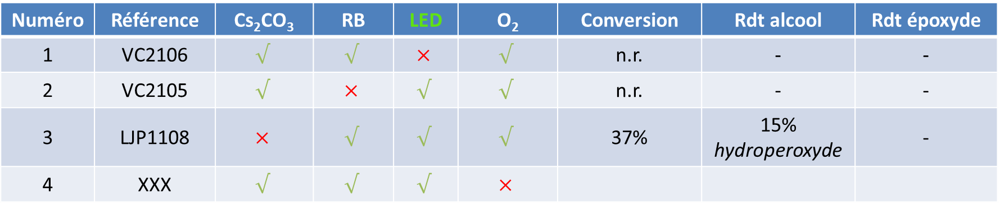 Numéro Référence Cs₂CO₃ RB LED O₂ Conversion Rdt alcool Rdt époxyde
1 VC2106 √ √ × √ n.r. - -
2 VC2105 √ × √ √ n.r. - -
3 LJP1108 × √ √ √ 37% 15% hydroperoxyde -
4 XXX √ √ √ ×